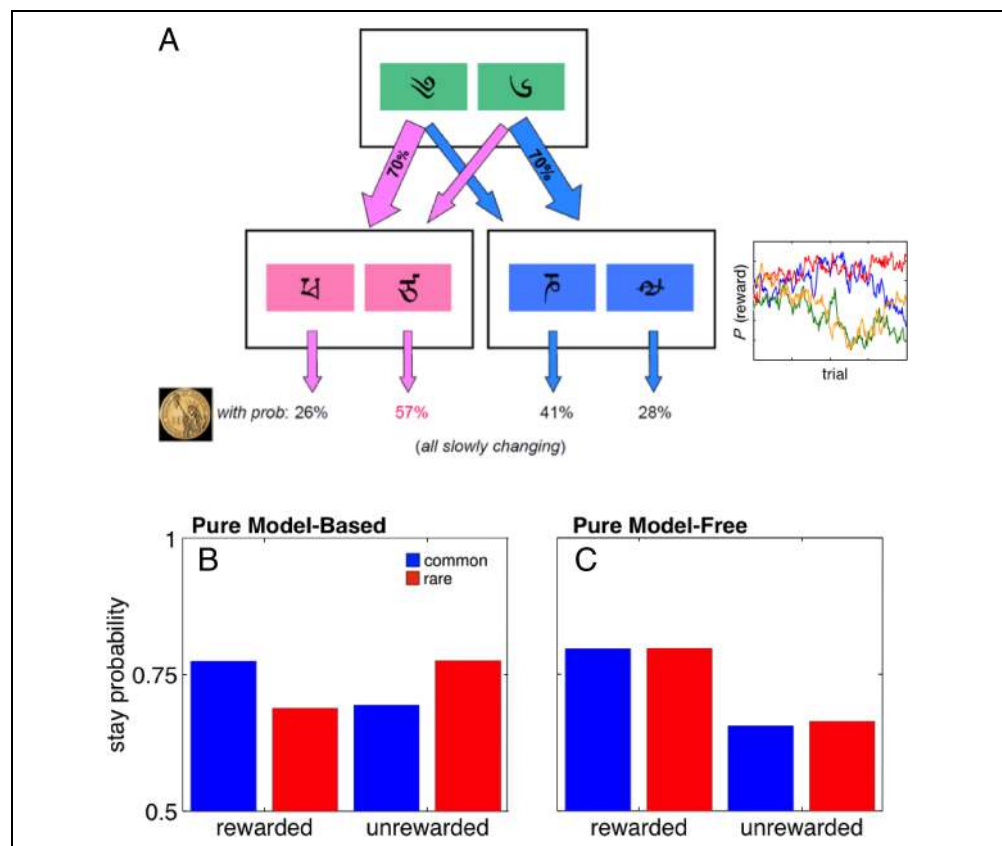 A
70%
70%
P (reward)
trial
with prob: 26% 57% 41% 28%
(all slowly changing)
Pure Model-Based
Pure Model-Free
B
C
common
rare
stay probability
1
0.75
0.5
rewarded unrewarded
rewarded unrewarded